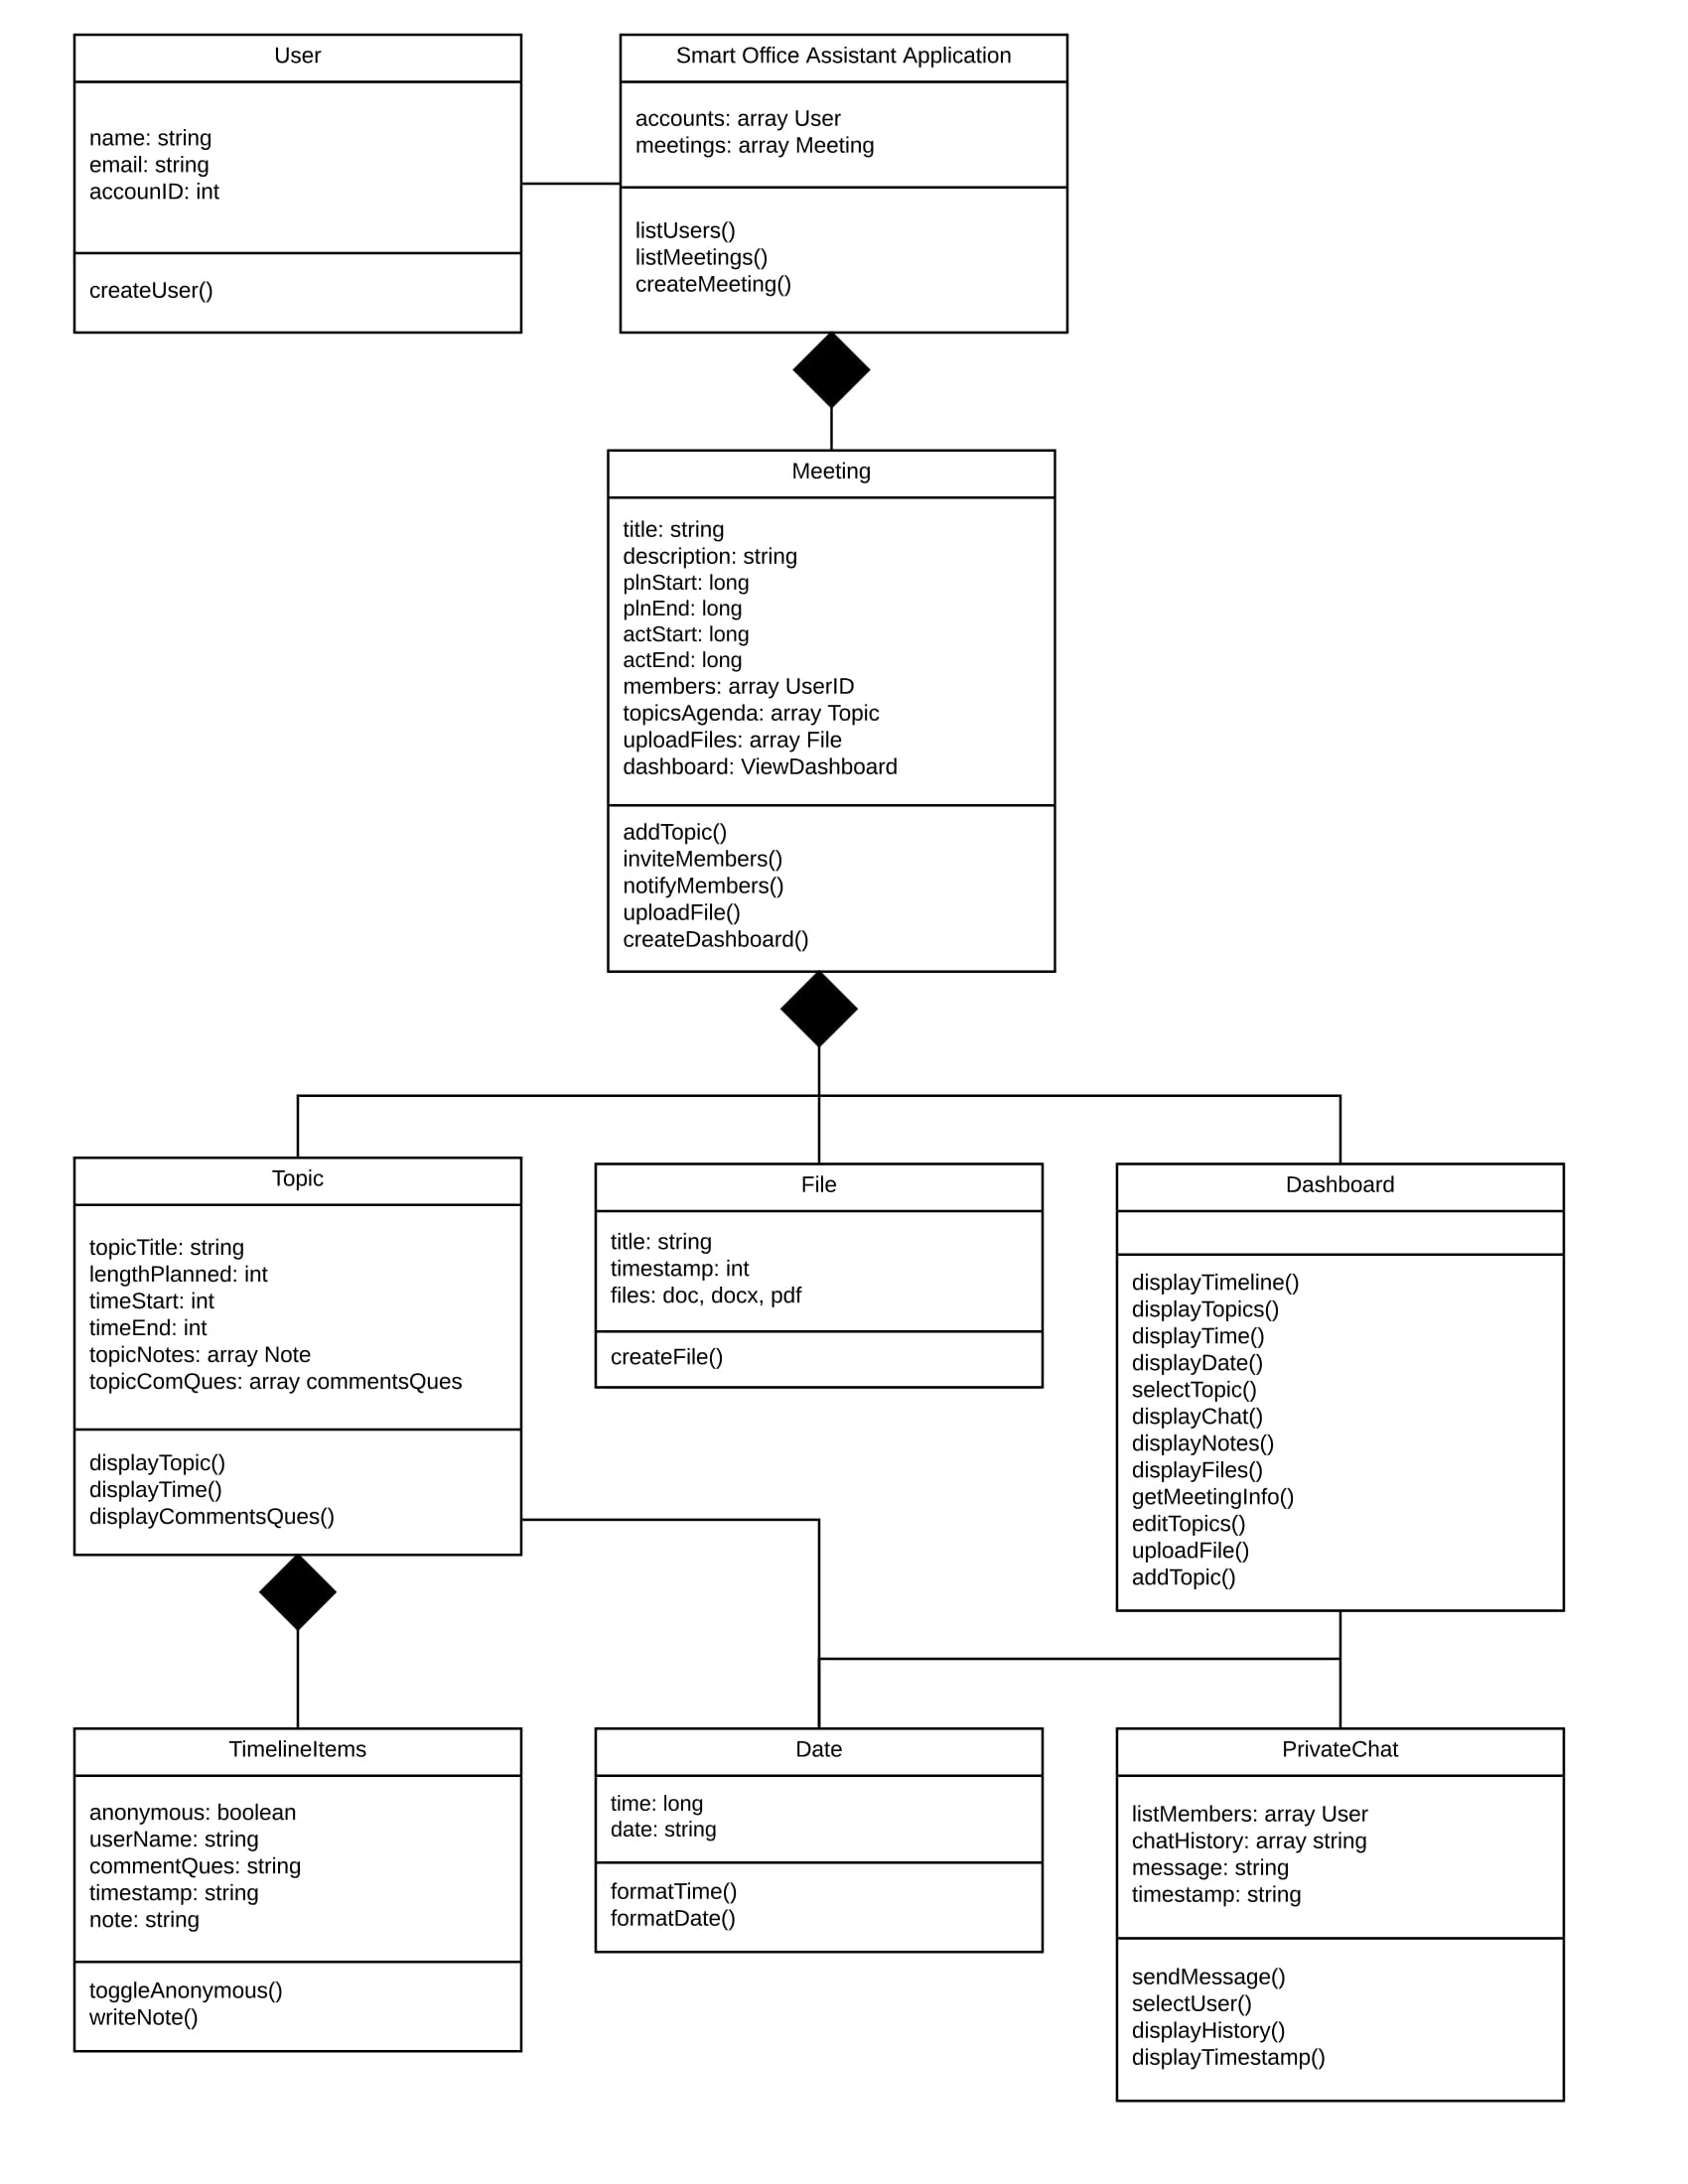 User
name: string
email: string
accounID: int
createUser()
Smart Office Assistant Application
accounts: array User
meetings: array Meeting
listUsers()
listMeetings()
createMeeting()
Meeting
title: string
description: string
plnStart: long
plnEnd: long
actStart: long
actEnd: long
members: array UserID
topicsAgenda: array Topic
uploadFiles: array File
dashboard: ViewDashboard
addTopic()
inviteMembers()
notifyMembers()
uploadFile()
createDashboard()
Topic
topicTitle: string
lengthPlanned: int
timeStart: int
timeEnd: int
topicNotes: array Note
topicComQues: array commentsQues
displayTopic()
displayTime()
displayCommentsQues()
File
title: string
timestamp: int
files: doc, docx, pdf
createFile()
Dashboard
displayTimeline()
displayTopics()
displayTime()
displayDate()
selectTopic()
displayChat()
displayNotes()
displayFiles()
getMeetingInfo()
editTopics()
uploadFile()
addTopic()
TimelineItems
anonymous: boolean
userName: string
commentQues: string
timestamp: string
note: string
toggleAnonymous()
writeNote()
Date
time: long
date: string
formatTime()
formatDate()
PrivateChat
listMembers: array User
chatHistory: array string
message: string
timestamp: string
sendMessage()
selectUser()
displayHistory()
displayTimestamp()